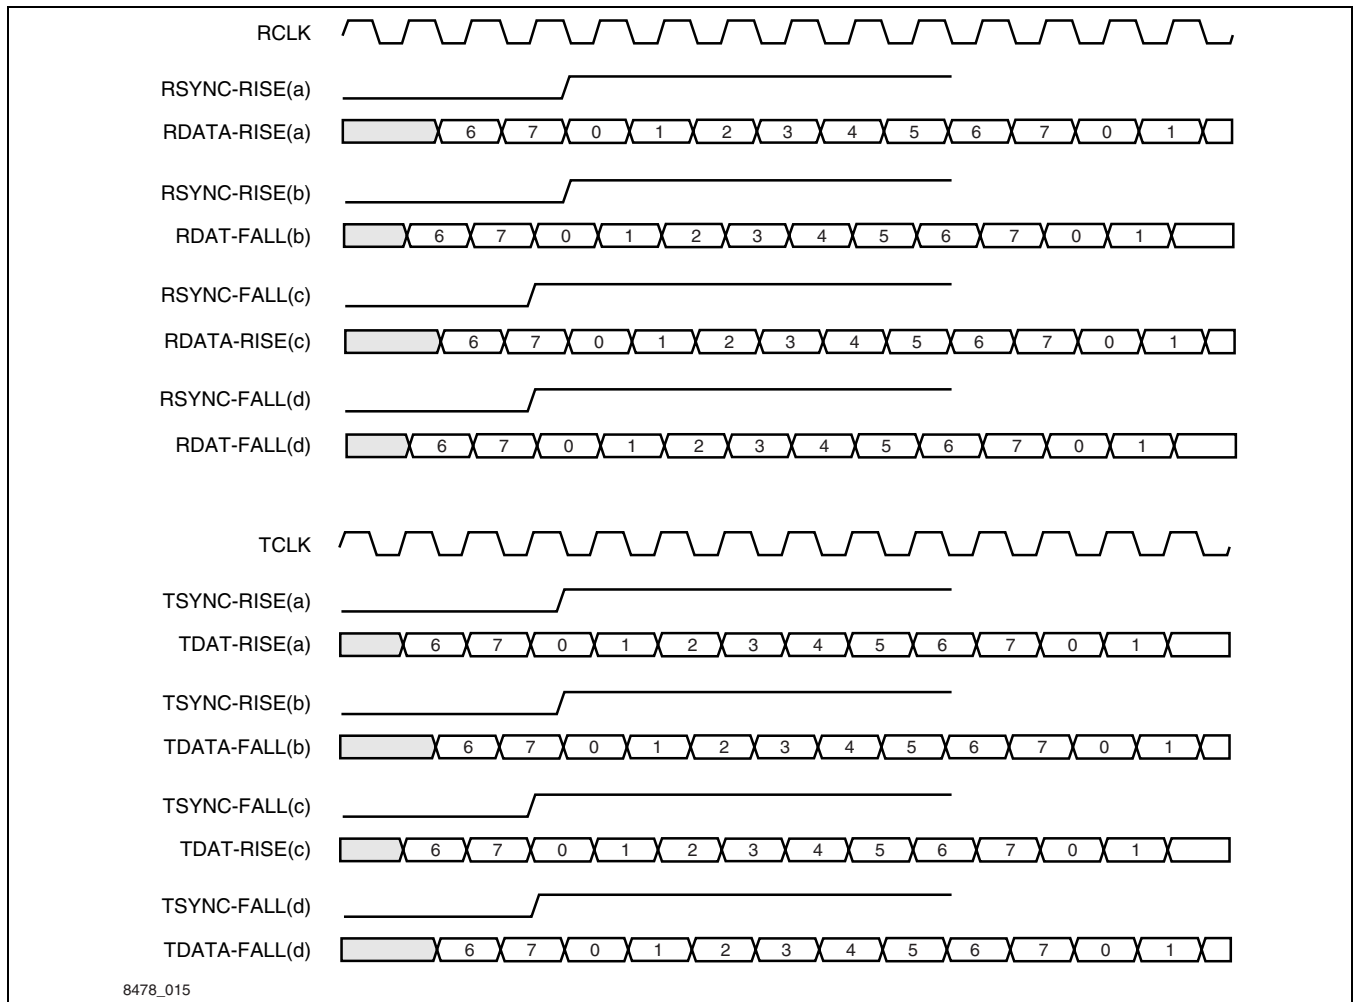 RCLK
RSYNC-RISE(a)
RDATA-RISE(a) 6 7 0 1 2 3 4 5 6 7 0 1
RSYNC-RISE(b)
RDAT-FALL(b) 6 7 0 1 2 3 4 5 6 7 0 1
RSYNC-FALL(c)
RDATA-RISE(c) 6 7 0 1 2 3 4 5 6 7 0 1
RSYNC-FALL(d)
RDAT-FALL(d) 6 7 0 1 2 3 4 5 6 7 0 1
TCLK
TSYNC-RISE(a)
TDAT-RISE(a) 6 7 0 1 2 3 4 5 6 7 0 1
TSYNC-RISE(b)
TDATA-FALL(b) 6 7 0 1 2 3 4 5 6 7 0 1
TSYNC-FALL(c)
TDAT-RISE(c) 6 7 0 1 2 3 4 5 6 7 0 1
TSYNC-FALL(d)
TDATA-FALL(d) 6 7 0 1 2 3 4 5 6 7 0 1
8478_015